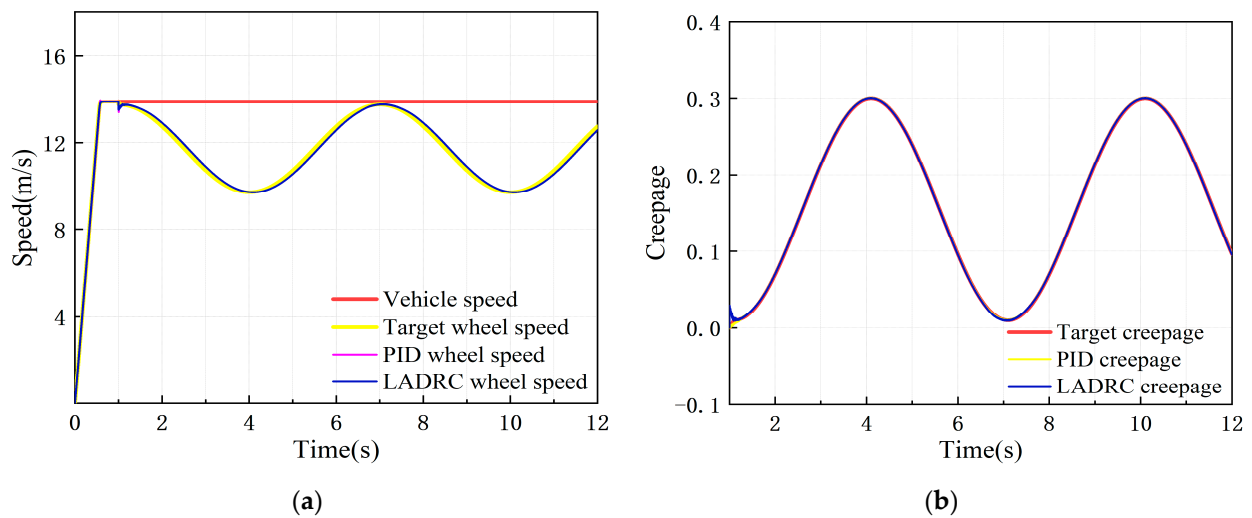 16
12
8
4
0
2
4
6
8
10
12
Speed(m/s)
Time(s)
Vehicle speed
Target wheel speed
PID wheel speed
LADRC wheel speed
(a)
0.4
0.3
0.2
0.1
0.0
−0.1
2
4
6
8
10
12
Creepage
Time(s)
Target creepage
PID creepage
LADRC creepage
(b)